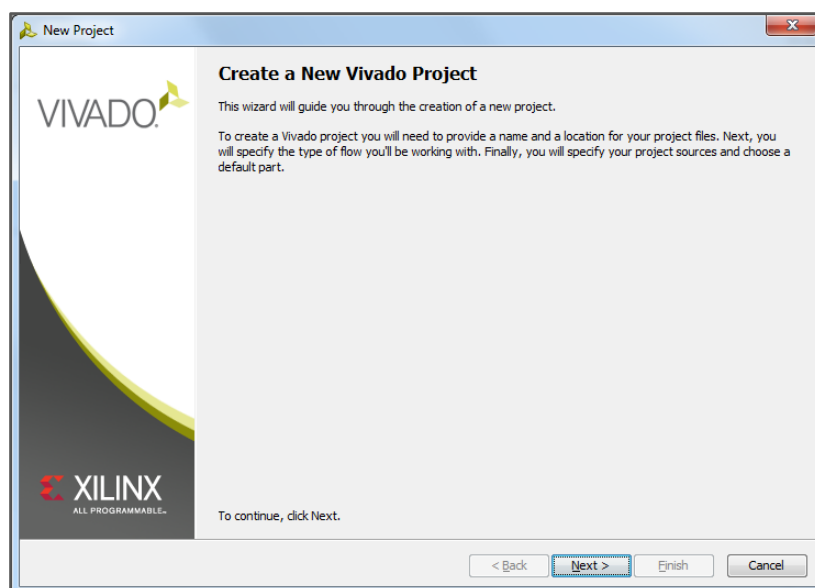 New Project
VIVADO.
Create a New Vivado Project
This wizard will guide you through the creation of a new project.
To create a Vivado project you will need to provide a name and a location for your project files. Next, you
will specify the type of flow you'll be working with. Finally, you will specify your project sources and choose a
default part.
XILINX
ALL PROGRAMMABLE™
To continue, click Next.
< Back
Next >
Finish
Cancel